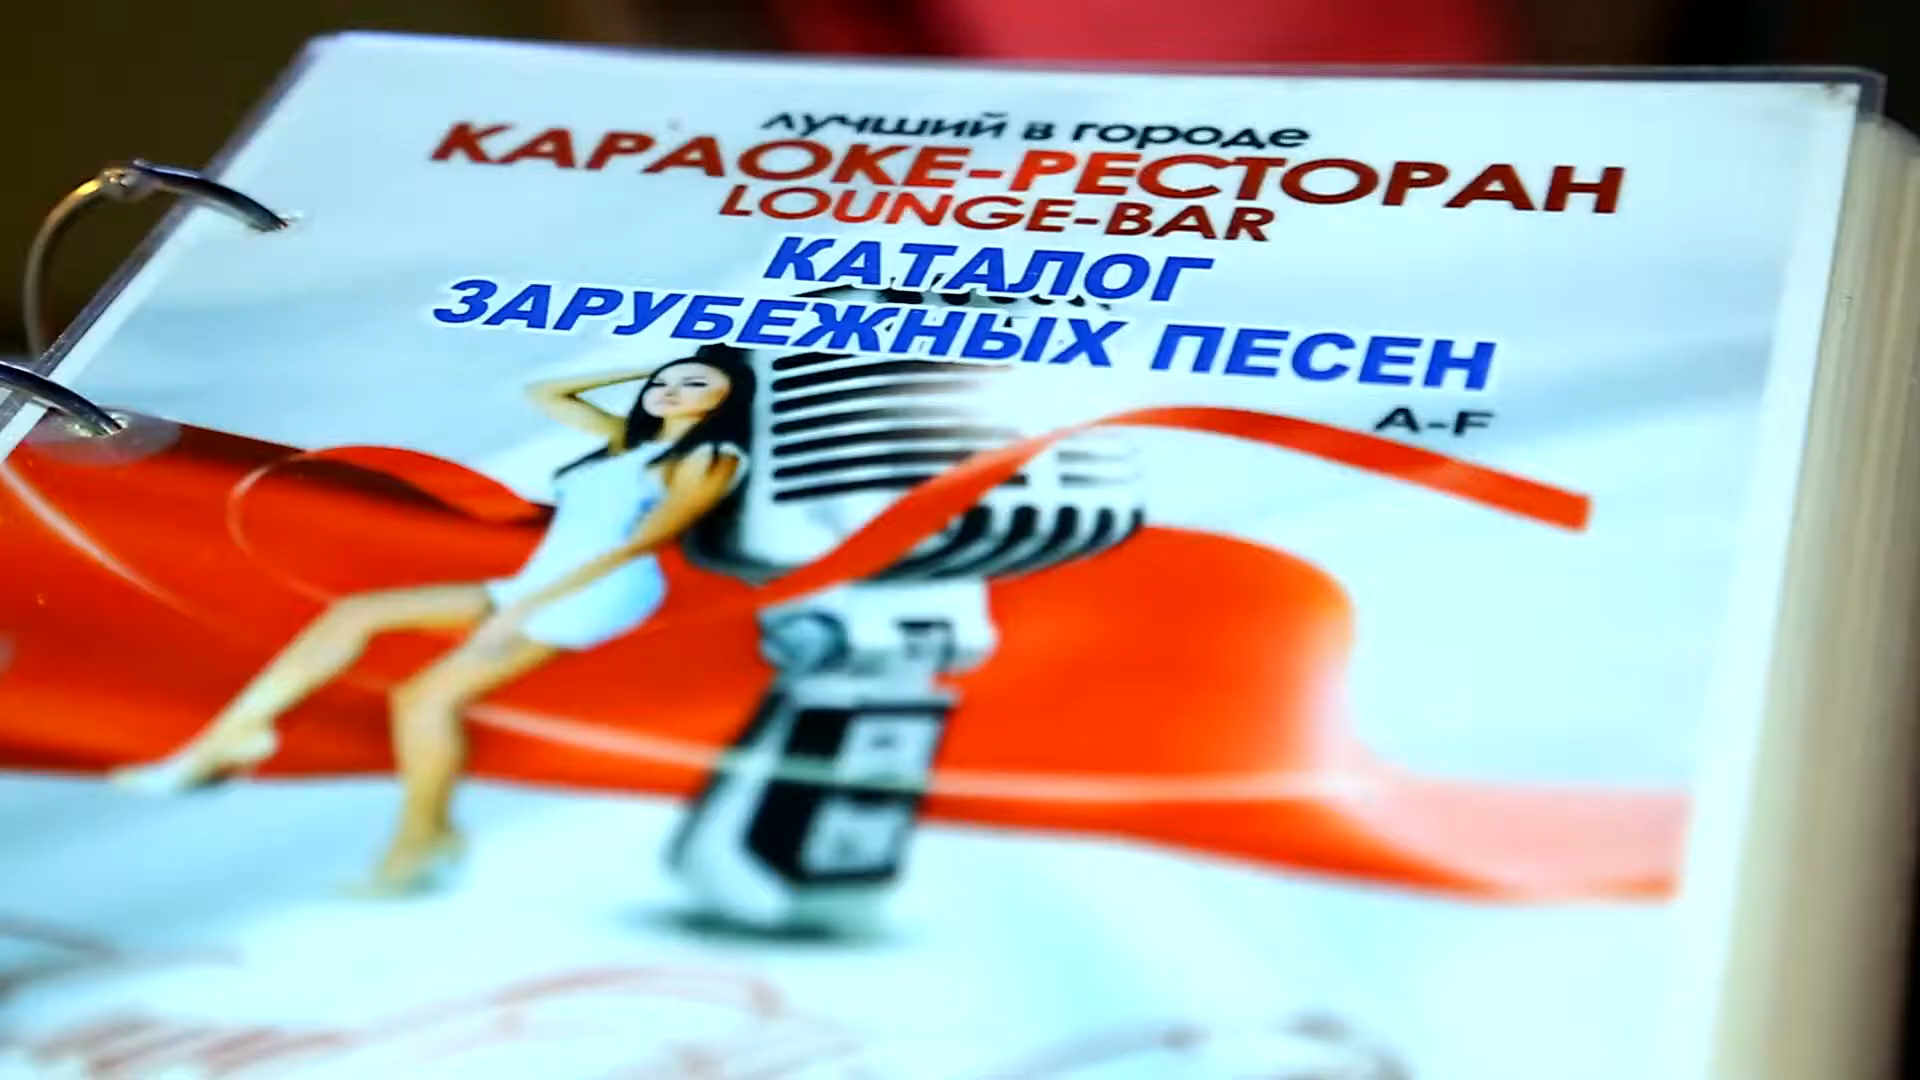 лучший в городе
КАРАОКЕ-РЕСТОРАН
LOUNGE-BAR
КАТАЛОГ
ЗАРУБЕЖНЫХ ПЕСЕН
A-F